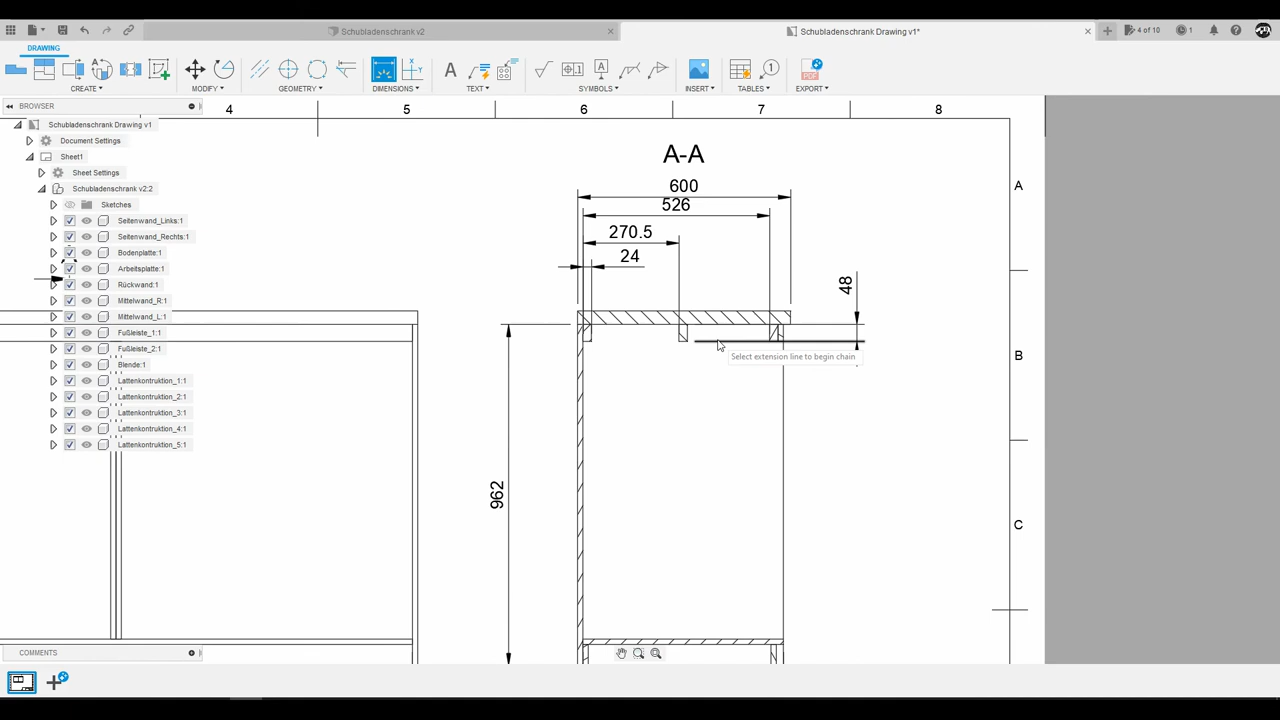 Schubladenschrank v2
Schubladenschrank Drawing v1*
4 of 10
1
DRAWING
CREATE
MODIFY
GEOMETRY
DIMENSIONS
TEXT
SYMBOLS
INSERT
TABLES
EXPORT
BROWSER
Schubladenschrank Drawing v1
Document Settings
Sheet1
Sheet Settings
Schubladenschrank v2:2
Sketches
Seitenwand_Links:1
Seitenwand_Rechts:1
Bodenplatte:1
Arbeitsplatte:1
Rückwand:1
Mittelwand_R:1
Mittelwand_L:1
Fußleiste_1:1
Fußleiste_2:1
Blende:1
Lattenkontruktion_1:1
Lattenkontruktion_2:1
Lattenkontruktion_3:1
Lattenkontruktion_4:1
Lattenkontruktion_5:1
4
5
6
7
8
A-A
600
526
270.5
24
48
962
A
B
C
Select extension line to begin chain
COMMENTS